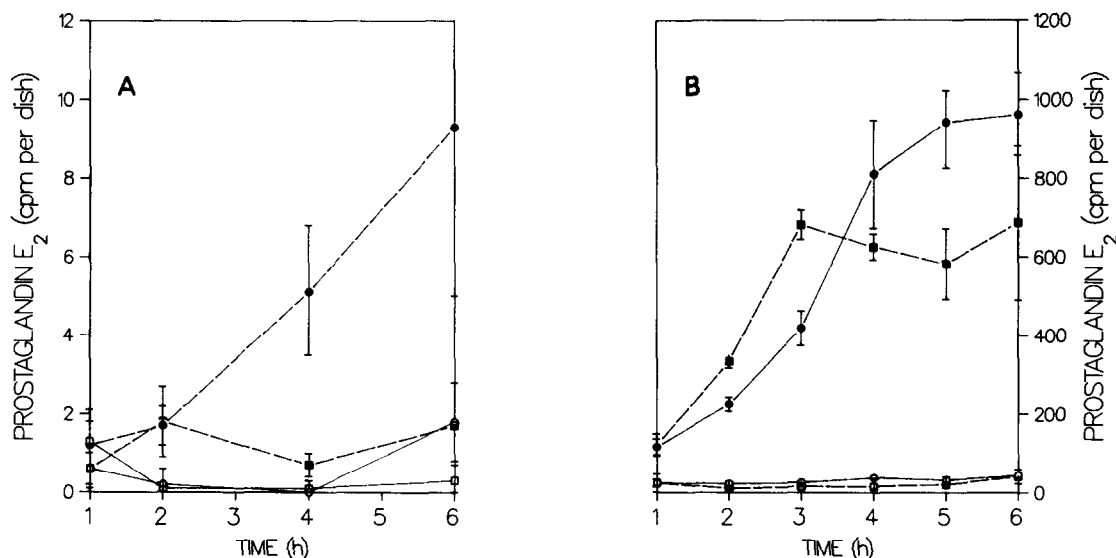 A
PROSTAGLANDIN E2 (cpm per dish)
12
10
8
6
4
2
0
1 2 3 4 5 6
TIME (h)
B
1200
1000
800
600
400
200
0
PROSTAGLANDIN E2 (cpm per dish)
1 2 3 4 5 6
TIME (h)